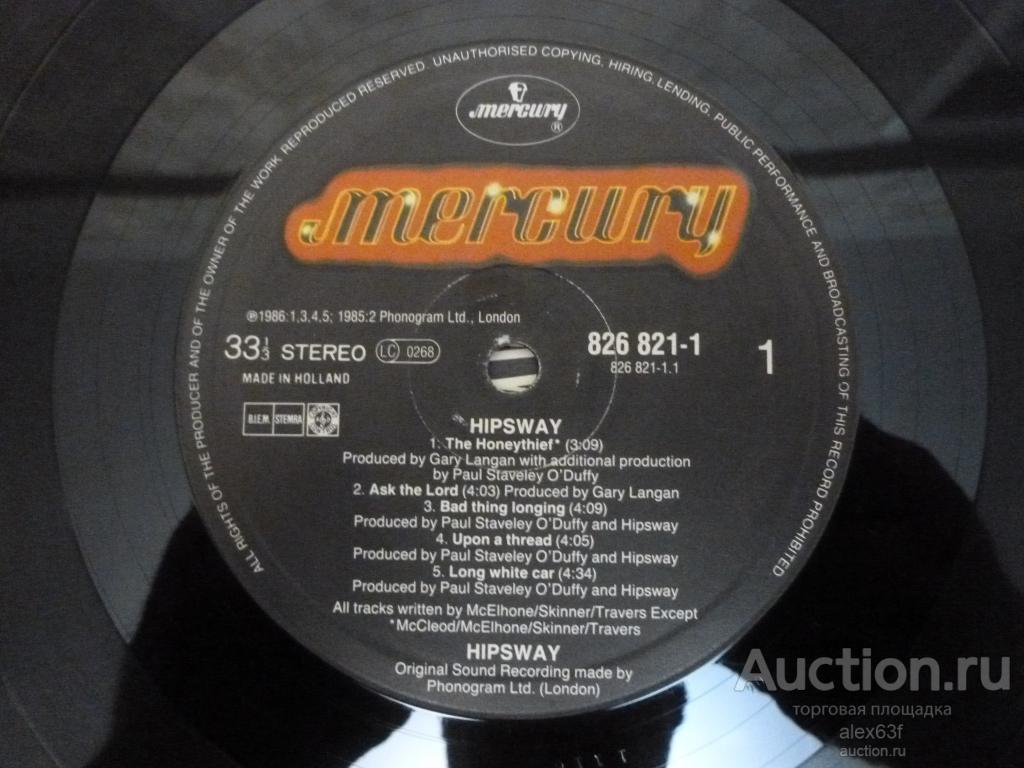 ALL RIGHTS OF THE PRODUCER AND OF THE OWNER OF THE WORK REPRODUCED RESERVED. UNAUTHORISED COPYING, HIRING, LENDING, PUBLIC PERFORMANCE AND BROADCASTING OF THIS RECORD PROHIBITED
mercury
®
mercury
℗1986:1,3,4,5; 1985:2 Phonogram Ltd., London
33⅓ STEREO LC 0268
MADE IN HOLLAND
826 821-1
826 821-1.1
1
B.I.E.M. STEMRA
HIPSWAY
1. The Honeythief* (3:09)
Produced by Gary Langan with additional production
by Paul Staveley O'Duffy
2. Ask the Lord (4:03) Produced by Gary Langan
3. Bad thing longing (4:09)
Produced by Paul Staveley O'Duffy and Hipsway
4. Upon a thread (4:05)
Produced by Paul Staveley O'Duffy and Hipsway
5. Long white car (4:34)
Produced by Paul Staveley O'Duffy and Hipsway
All tracks written by McElhone/Skinner/Travers Except
*McCleod/McElhone/Skinner/Travers
HIPSWAY
Original Sound Recording made by
Phonogram Ltd. (London)
Auction.ru
торговая площадка
alex63f
auction.ru